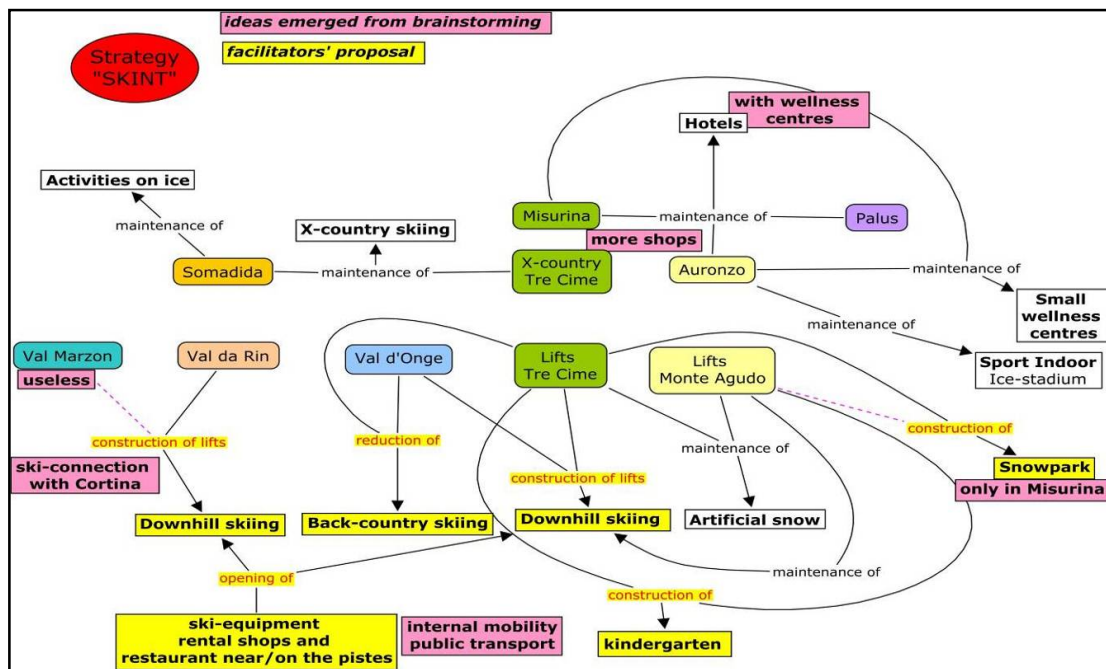 ideas emerged from brainstorming
facilitators' proposal
Strategy
"SKINT"
with wellness
centres
Hotels
Activities on ice
maintenance of
X-country skiing
Misurina
maintenance of
Palus
more shops
Somadida
maintenance of
X-country
Tre Cime
Auronzo
maintenance of
Small
wellness
centres
maintenance of
Sport Indoor
Ice-stadium
Val Marzon
useless
Val da Rin
Val d'Onge
Lifts
Tre Cime
Lifts
Monte Agudo
construction of lifts
reduction of
maintenance of
construction of
ski-connection
with Cortina
construction of lifts
Snowpark
only in Misurina
Downhill skiing
Back-country skiing
Downhill skiing
Artificial snow
opening of
maintenance of
construction of
ski-equipment
rental shops and
restaurant near/on the pistes
internal mobility
public transport
kindergarten